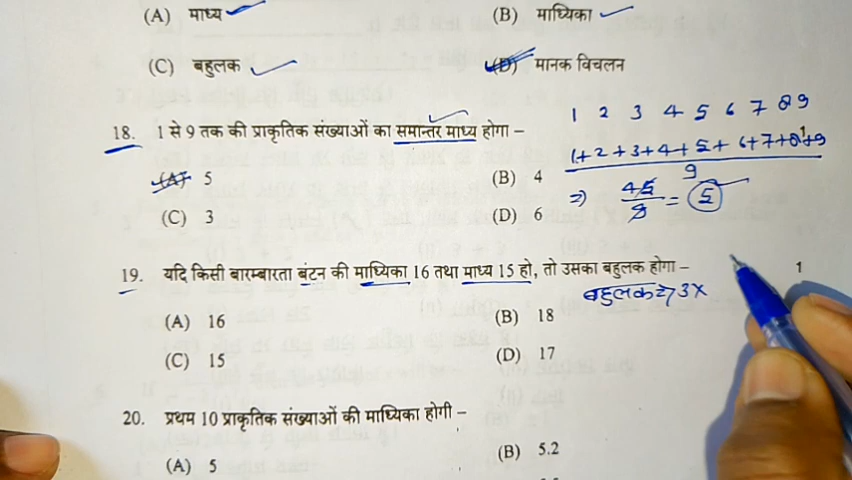 (A) माध्य (B) माध्यिका
(C) बहुलक (D) मानक विचलन
18. 1 से 9 तक की प्राकृतिक संख्याओं का समान्तर माध्य होगा – 1
(A) 5 (B) 4
(C) 3 (D) 6
1 2 3 4 5 6 7 8 9
1+2+3+4+5+6+7+8+9
9
⇒ 45/9 = 5
19. यदि किसी बारम्बारता बंटन की माध्यिका 16 तथा माध्य 15 हो, तो उसका बहुलक होगा – 1
बहुलक ⇒ 3x
(A) 16 (B) 18
(C) 15 (D) 17
20. प्रथम 10 प्राकृतिक संख्याओं की माध्यिका होगी –
(A) 5 (B) 5.2